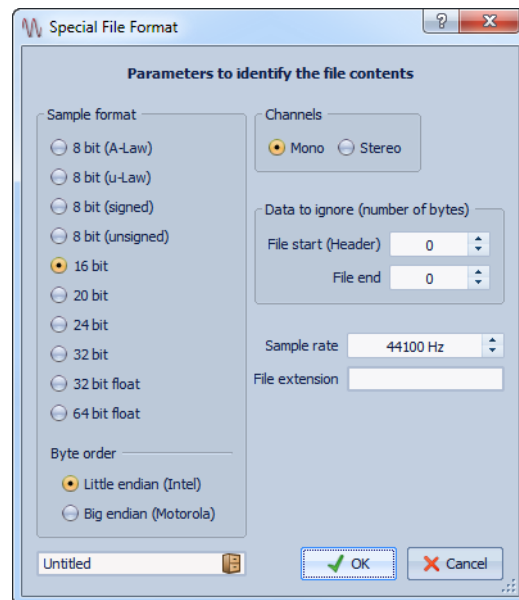 Special File Format
Parameters to identify the file contents
Sample format
8 bit (A-Law)
8 bit (u-Law)
8 bit (signed)
8 bit (unsigned)
16 bit
20 bit
24 bit
32 bit
32 bit float
64 bit float
Byte order
Little endian (Intel)
Big endian (Motorola)
Channels
Mono Stereo
Data to ignore (number of bytes)
File start (Header) 0
File end 0
Sample rate 44100 Hz
File extension
Untitled
OK Cancel